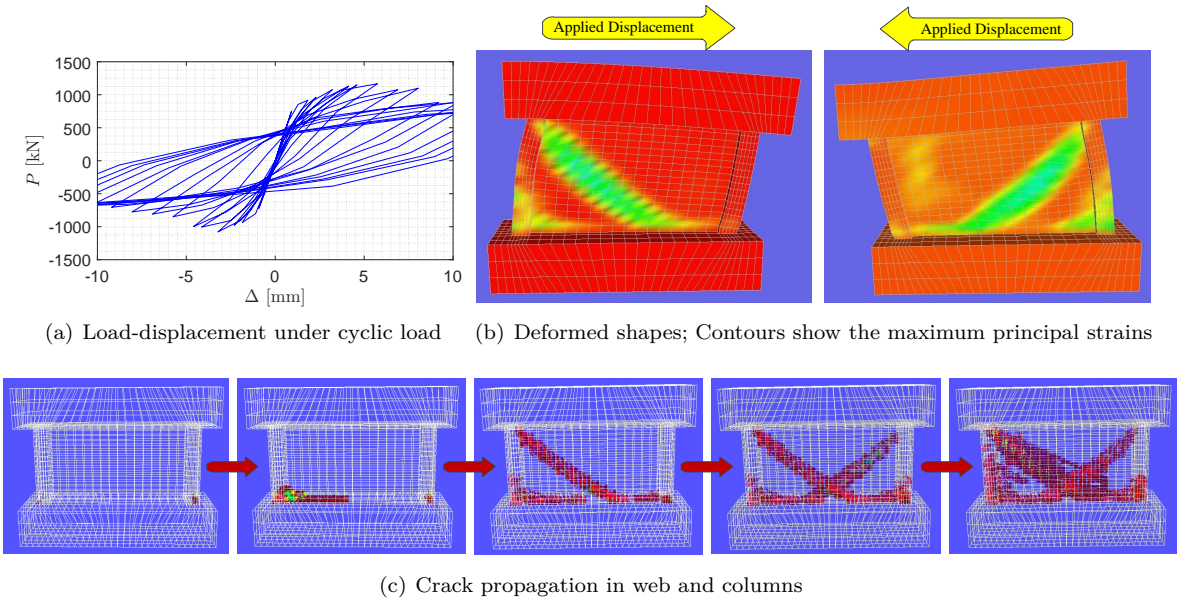 Applied Displacement
Applied Displacement
1500
1000
500
0
-500
-1000
-1500
P [kN]
-10
-5
0
5
10
Δ [mm]
(a) Load-displacement under cyclic load
(b) Deformed shapes; Contours show the maximum principal strains
(c) Crack propagation in web and columns